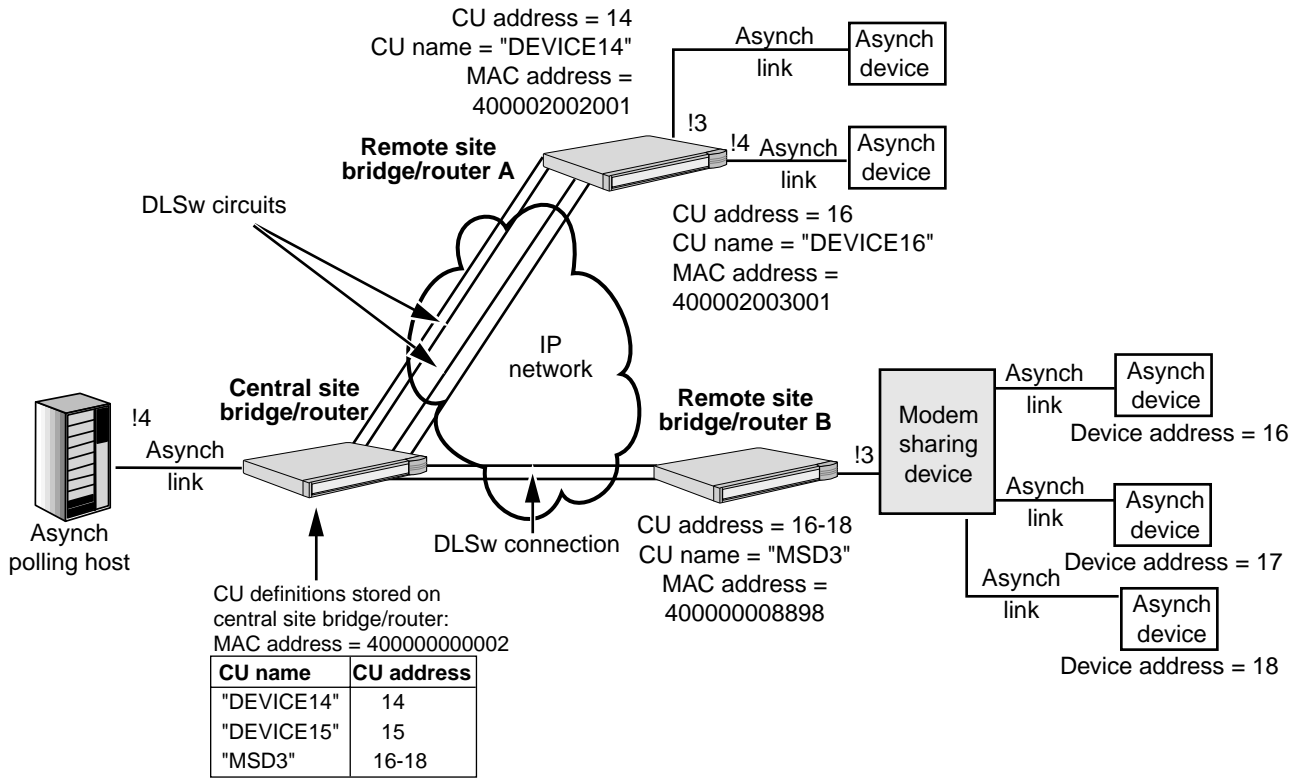 CU address = 14
CU name = "DEVICE14"
MAC address =
400002002001
Asynch
link
Asynch
device
!3
Remote site
bridge/router A
!4
Asynch
link
Asynch
device
DLSw circuits
CU address = 16
CU name = "DEVICE16"
MAC address =
400002003001
IP
network
Central site
bridge/router
Remote site
bridge/router B
!4
Asynch
link
Asynch
polling host
!3
Modem
sharing
device
Asynch
link
Asynch
device
Device address = 16
Asynch
link
Asynch
device
Device address = 17
Asynch
link
Asynch
device
Device address = 18
DLSw connection
CU address = 16-18
CU name = "MSD3"
MAC address =
400000008898
CU definitions stored on
central site bridge/router:
MAC address = 400000000002
CU name CU address
"DEVICE14" 14
"DEVICE15" 15
"MSD3" 16-18